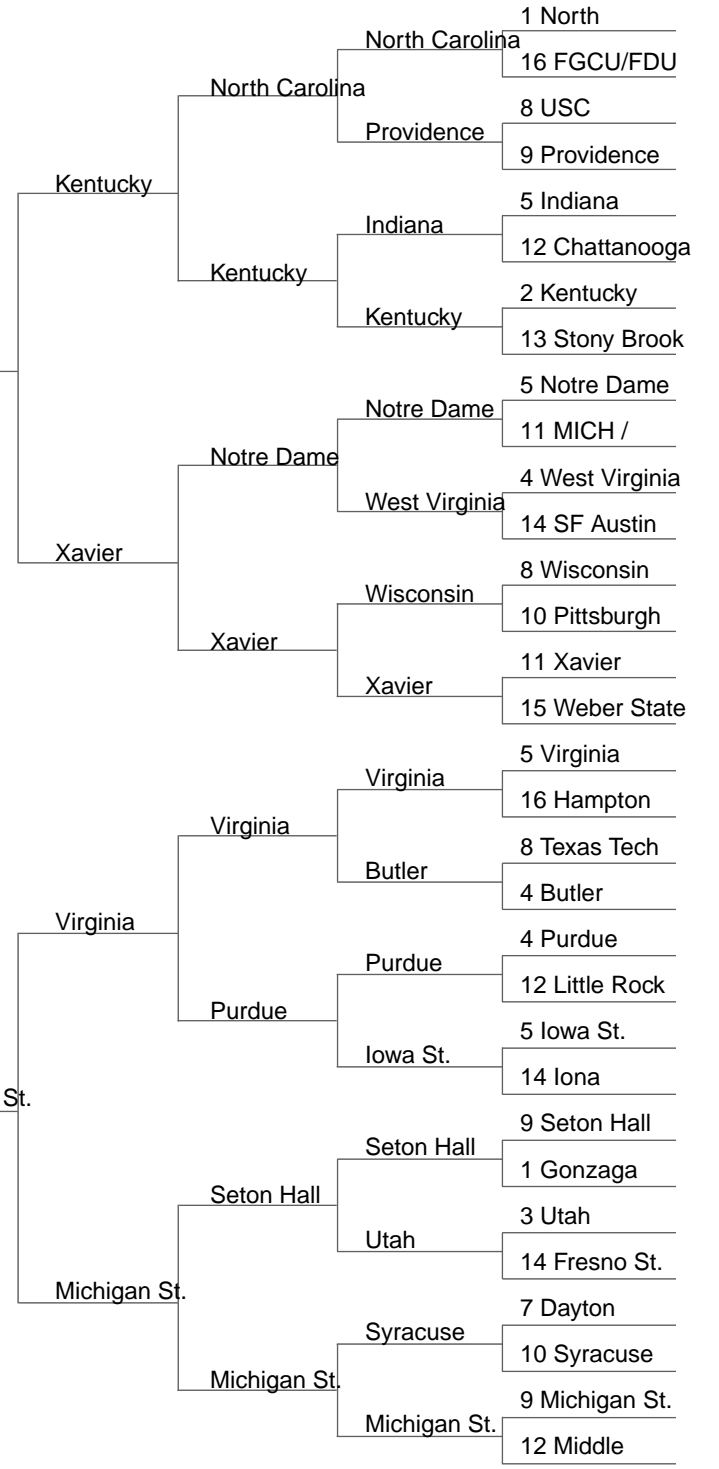 1 North
North Carolina
16 FGCU/FDU
North Carolina
8 USC
Providence
9 Providence
Kentucky
5 Indiana
Indiana
12 Chattanooga
Kentucky
2 Kentucky
Kentucky
13 Stony Brook
5 Notre Dame
Notre Dame
11 MICH /
Notre Dame
4 West Virginia
West Virginia
14 SF Austin
Xavier
8 Wisconsin
Wisconsin
10 Pittsburgh
Xavier
11 Xavier
Xavier
15 Weber State
5 Virginia
Virginia
16 Hampton
Virginia
8 Texas Tech
Butler
4 Butler
Virginia
4 Purdue
Purdue
12 Little Rock
Purdue
5 Iowa St.
Iowa St.
14 Iona
St.
9 Seton Hall
Seton Hall
1 Gonzaga
Seton Hall
3 Utah
Utah
14 Fresno St.
Michigan St.
7 Dayton
Syracuse
10 Syracuse
Michigan St.
9 Michigan St.
Michigan St.
12 Middle